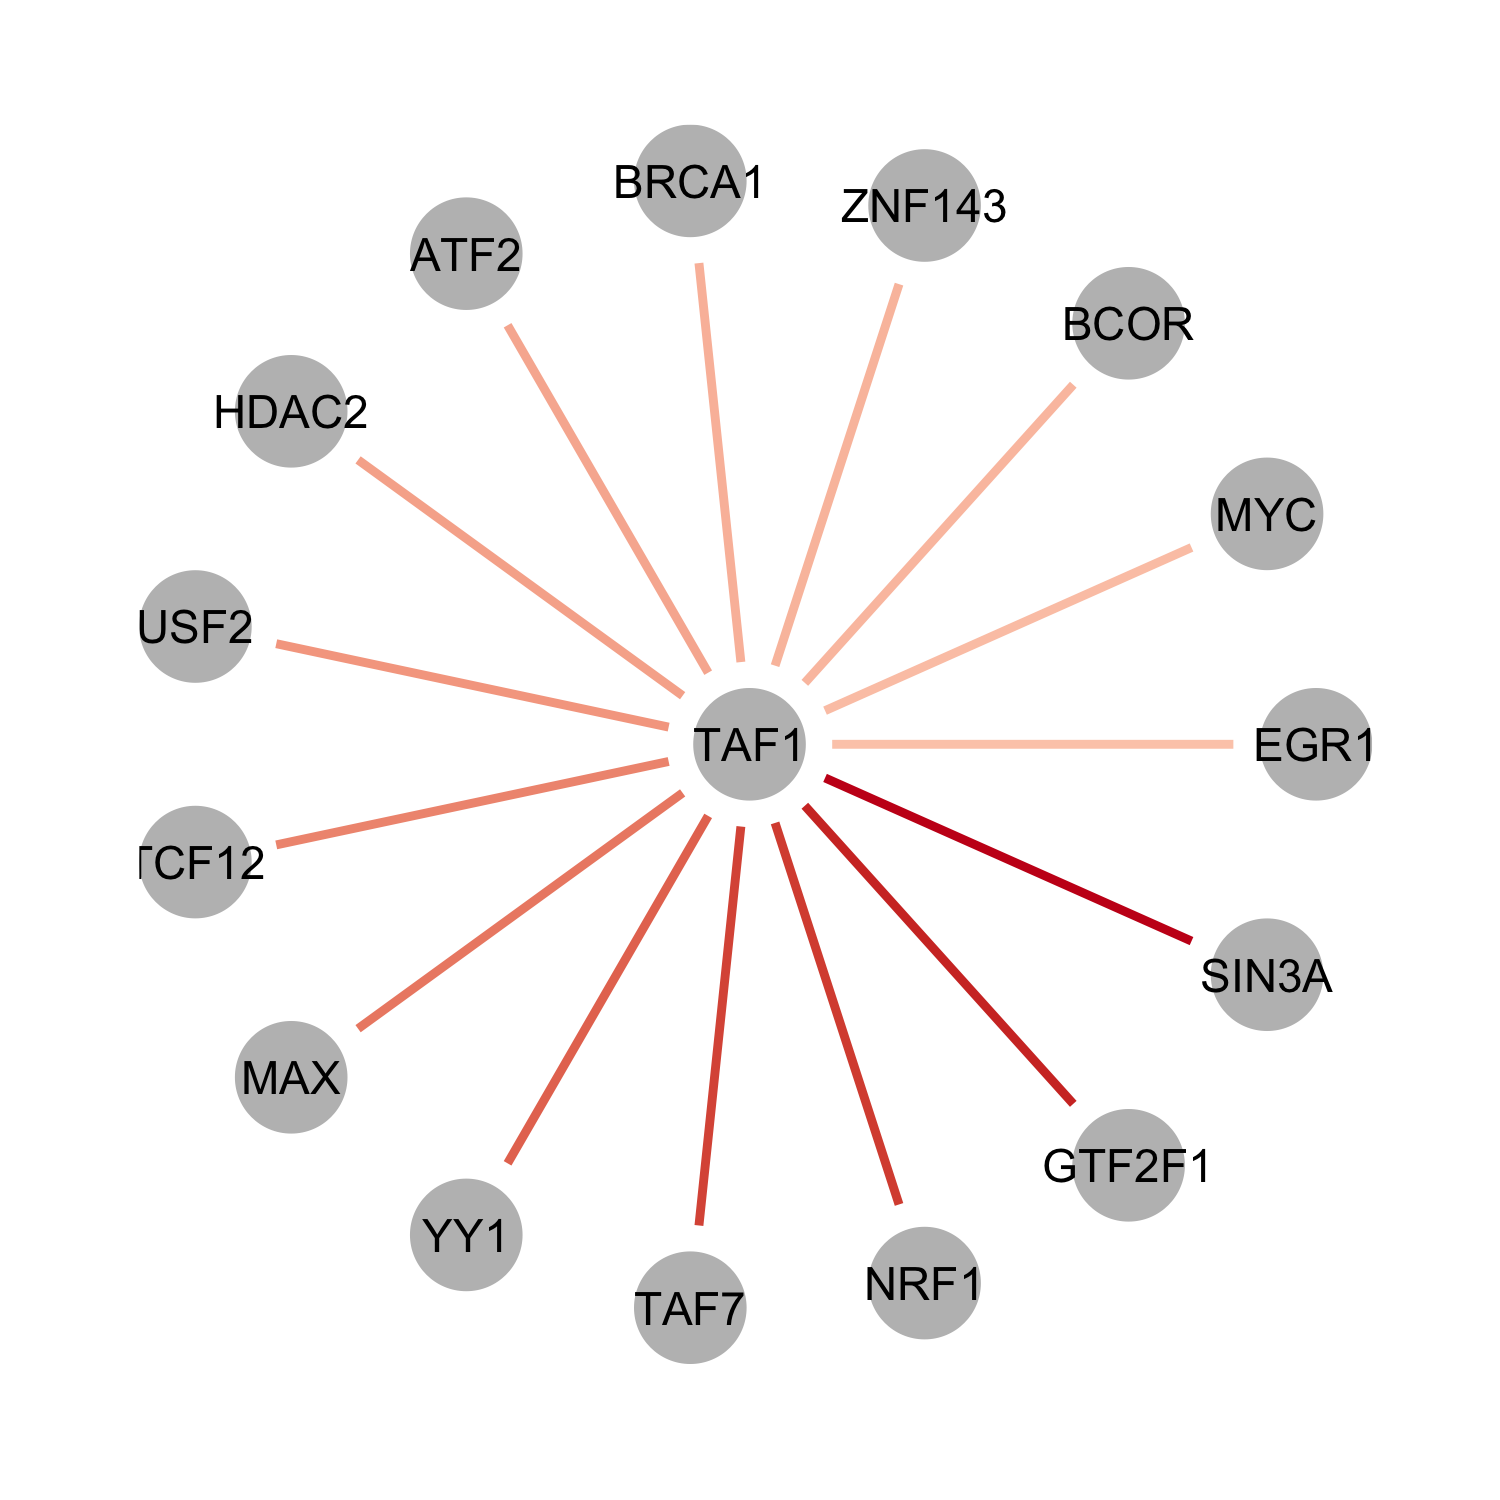 BRCA1
ZNF143
ATF2
BCOR
HDAC2
MYC
USF2
TAF1
EGR1
TCF12
SIN3A
MAX
GTF2F1
YY1
NRF1
TAF7